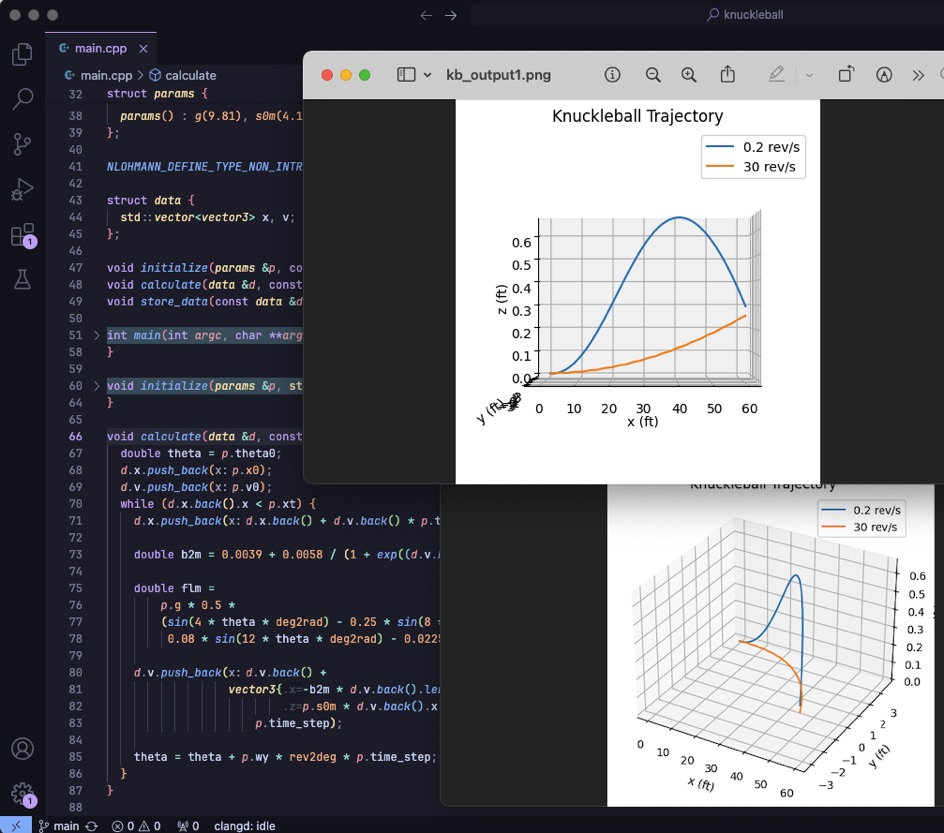 knuckleball
main.cpp
main.cpp > calculate
32 struct params {
38 params() : g(9.81), s0m(4.1
39 };
40
41 NLOHMANN_DEFINE_TYPE_NON_INTR
42
43 struct data {
44 std::vector<vector3> x, v;
45 };
46
47 void initialize(params &p, co
48 void calculate(data &d, const
49 void store_data(const data &d
50
51 int main(int argc, char **arg
58 }
59
60 void initialize(params &p, st
64 }
65
66 void calculate(data &d, const
67 double theta = p.theta0;
68 d.x.push_back(x: p.x0);
69 d.v.push_back(x: p.v0);
70 while (d.x.back().x < p.xt) {
71 d.x.push_back(x: d.x.back() + d.v.back() * p.t
72
73 double b2m = 0.0039 + 0.0058 / (1 + exp((d.v.
74
75 double flm =
76 p.g * 0.5 *
77 (sin(4 * theta * deg2rad) - 0.25 * sin(8
78 0.08 * sin(12 * theta * deg2rad) - 0.022
79
80 d.v.push_back(x: d.v.back() +
81 vector3{.x=-b2m * d.v.back().le
82 .z=p.s0m * d.v.back().x
83 p.time_step);
84
85 theta = theta + p.wy * rev2deg * p.time_step;
86 }
87 }
88
1
1
main 0 0 0 clangd: idle
kb_output1.png
Knuckleball Trajectory
0.2 rev/s
30 rev/s
0.6
0.5
0.4
0.3
0.2
0.1
0.0
z (ft)
y (ft)
0 10 20 30 40 50 60
x (ft)
Knuckleball Trajectory
0.2 rev/s
30 rev/s
0.6
0.5
0.4
0.3
0.2
0.1
0.0
3
2
1
0
−1
−2
−3
y (ft)
0 10 20 30 40 50 60
x (ft)